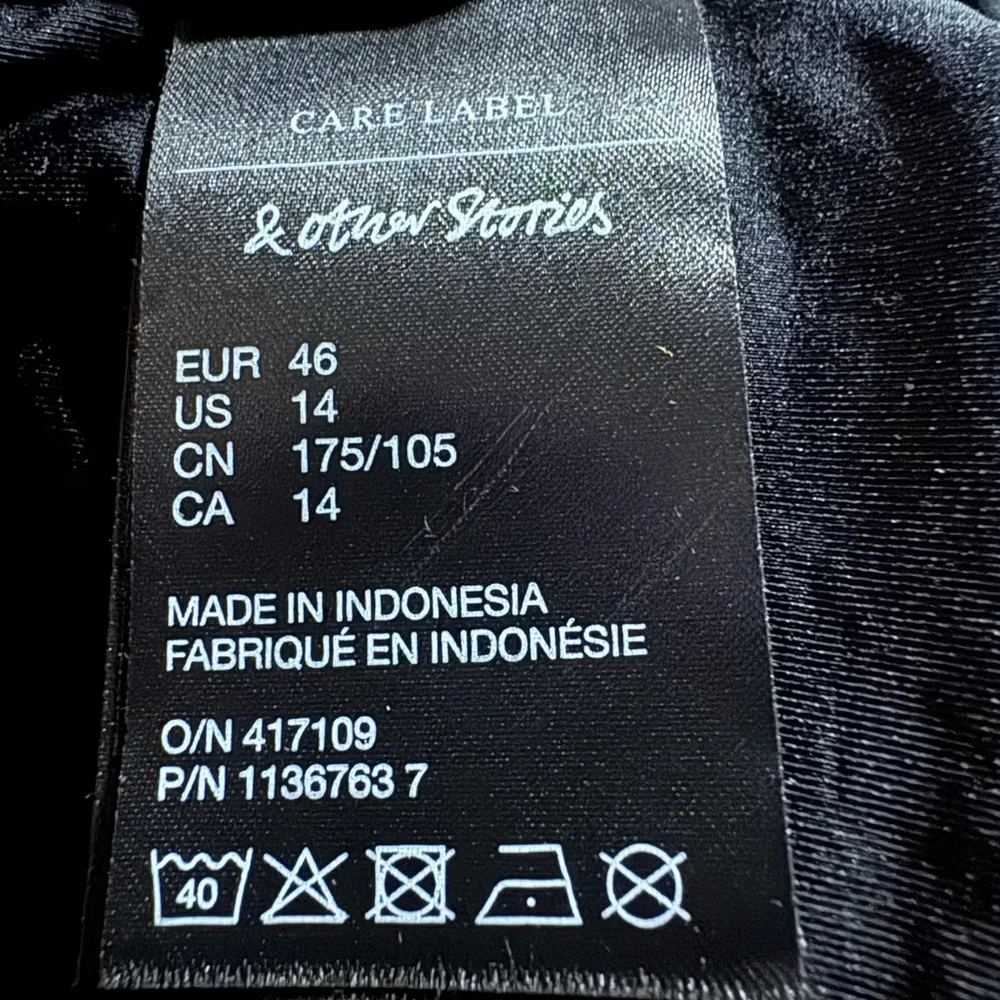 CARE LABEL
& other Stories
EUR 46
US 14
CN 175/105
CA 14
MADE IN INDONESIA
FABRIQUÉ EN INDONÉSIE
O/N 417109
P/N 1136763 7
40